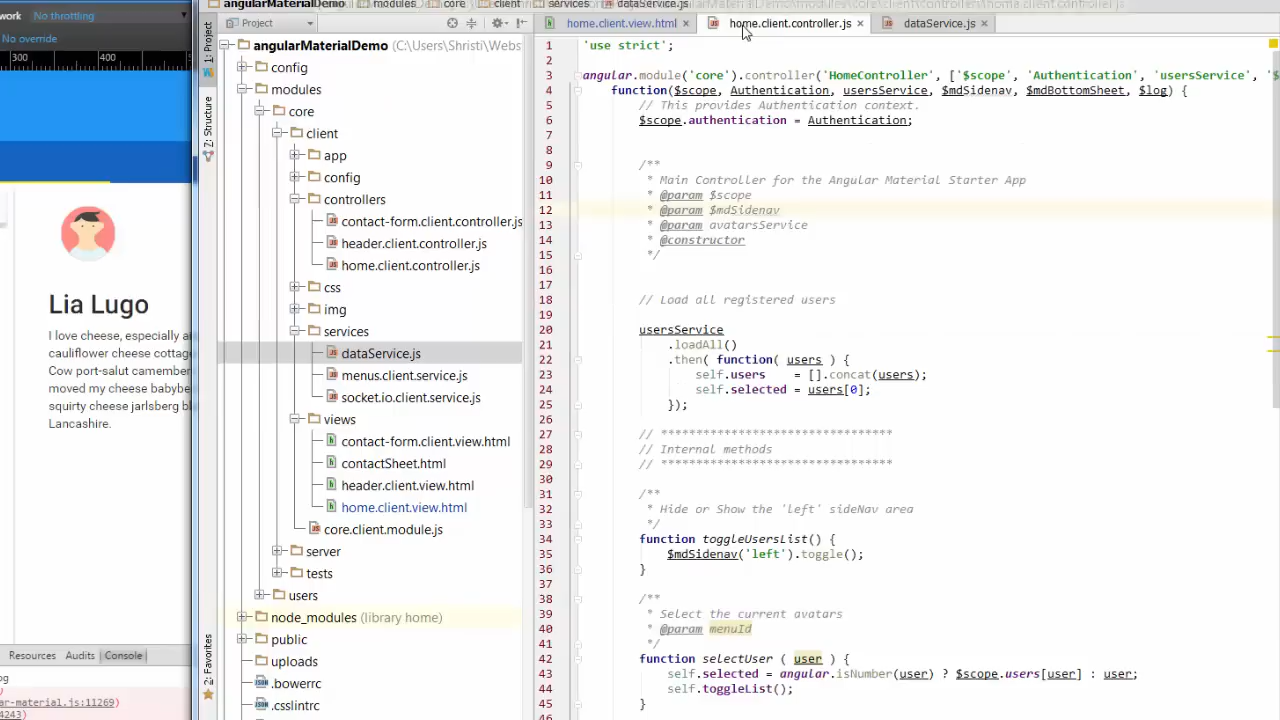 angularMaterialDemo modules core client controllers home.client.controller.js
work No throttling
No override
300 400
Lia Lugo
I love cheese, especially an
cauliflower cheese cottage
Cow port-salut camember
moved my cheese babybe
squirty cheese jarlsberg bl
Lancashire.
Resources Audits Console
og
ar-material.js:11269)
4243)
1: Project
Z: Structure
2: Favorites
Project
angularMaterialDemo (C:\Users\Shristi\Webs
config
modules
core
client
app
config
controllers
contact-form.client.controller.js
header.client.controller.js
home.client.controller.js
css
img
services
dataService.js
menus.client.service.js
socket.io.client.service.js
views
contact-form.client.view.html
contactSheet.html
header.client.view.html
home.client.view.html
core.client.module.js
server
tests
users
node_modules (library home)
public
uploads
.bowerrc
.csslintrc
home.client.view.html home.client.controller.js dataService.js
1 'use strict';
2
3 angular.module('core').controller('HomeController', ['$scope', 'Authentication', 'usersService', '$
4 function($scope, Authentication, usersService, $mdSidenav, $mdBottomSheet, $log) {
5 // This provides Authentication context.
6 $scope.authentication = Authentication;
7
8
9 /**
10 * Main Controller for the Angular Material Starter App
11 * @param $scope
12 * @param $mdSidenav
13 * @param avatarsService
14 * @constructor
15 */
16
17
18 // Load all registered users
19
20 usersService
21 .loadAll()
22 .then( function( users ) {
23 self.users = [].concat(users);
24 self.selected = users[0];
25 });
26
27 // *********************************
28 // Internal methods
29 // *********************************
30
31 /**
32 * Hide or Show the 'left' sideNav area
33 */
34 function toggleUsersList() {
35 $mdSidenav('left').toggle();
36 }
37
38 /**
39 * Select the current avatars
40 * @param menuId
41 */
42 function selectUser ( user ) {
43 self.selected = angular.isNumber(user) ? $scope.users[user] : user;
44 self.toggleList();
45 }
46